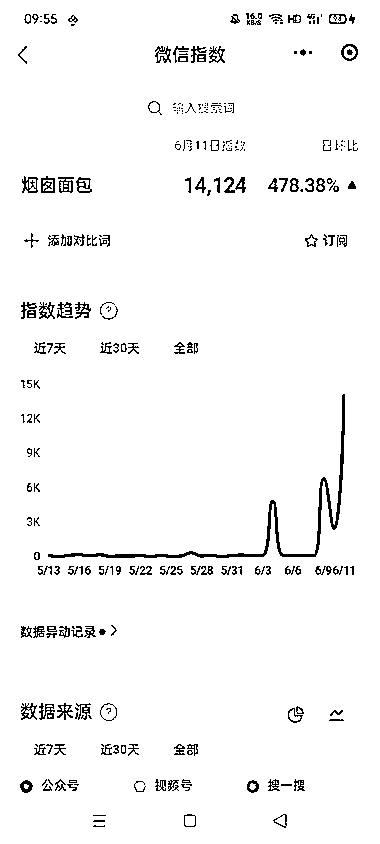 09:55
微信指数
输入搜索词
6月11日指数 日环比
烟囱面包 14,124 478.38% ▲
添加对比词 订阅
指数趋势 ?
近7天 近30天 全部
15K
12K
9K
6K
3K
0
5/13 5/16 5/19 5/22 5/25 5/28 5/31 6/3 6/6 6/96/11
数据异动记录
数据来源 ?
近7天 近30天 全部
公众号 视频号 搜一搜